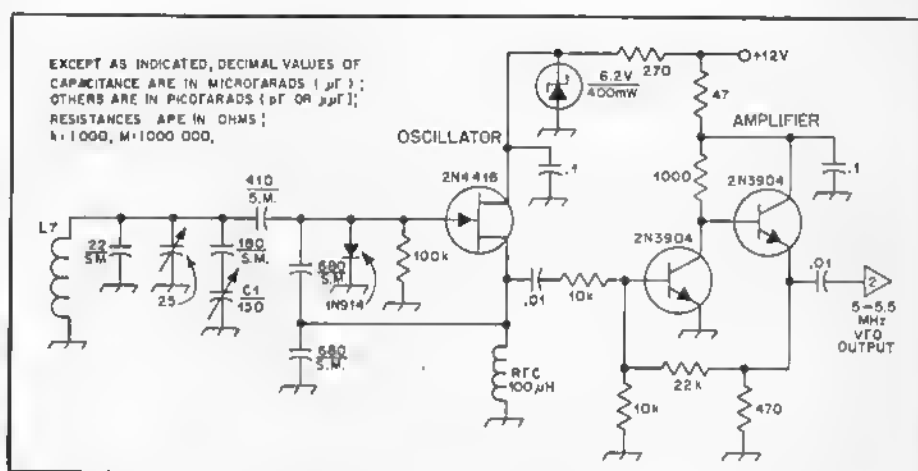 EXCEPT AS INDICATED, DECIMAL VALUES OF
CAPACITANCE ARE IN MICROFARADS (µF);
OTHERS ARE IN PICOFARADS (pF OR µµF);
RESISTANCES ARE IN OHMS;
k=1000, M=1000 000.
OSCILLATOR
AMPLIFIER
+12V
270
6.2V
400mW
47
.1
1000
.1
2N4416
2N3904
2N3904
410
S.M.
L7
22
SM
25
180
S.M.
C1
150
680
S.M.
1N914
100k
680
S.M.
RFC
100µH
.01
10k
10k
22k
470
.01
2
5-5.5
MHz
VFO
OUTPUT